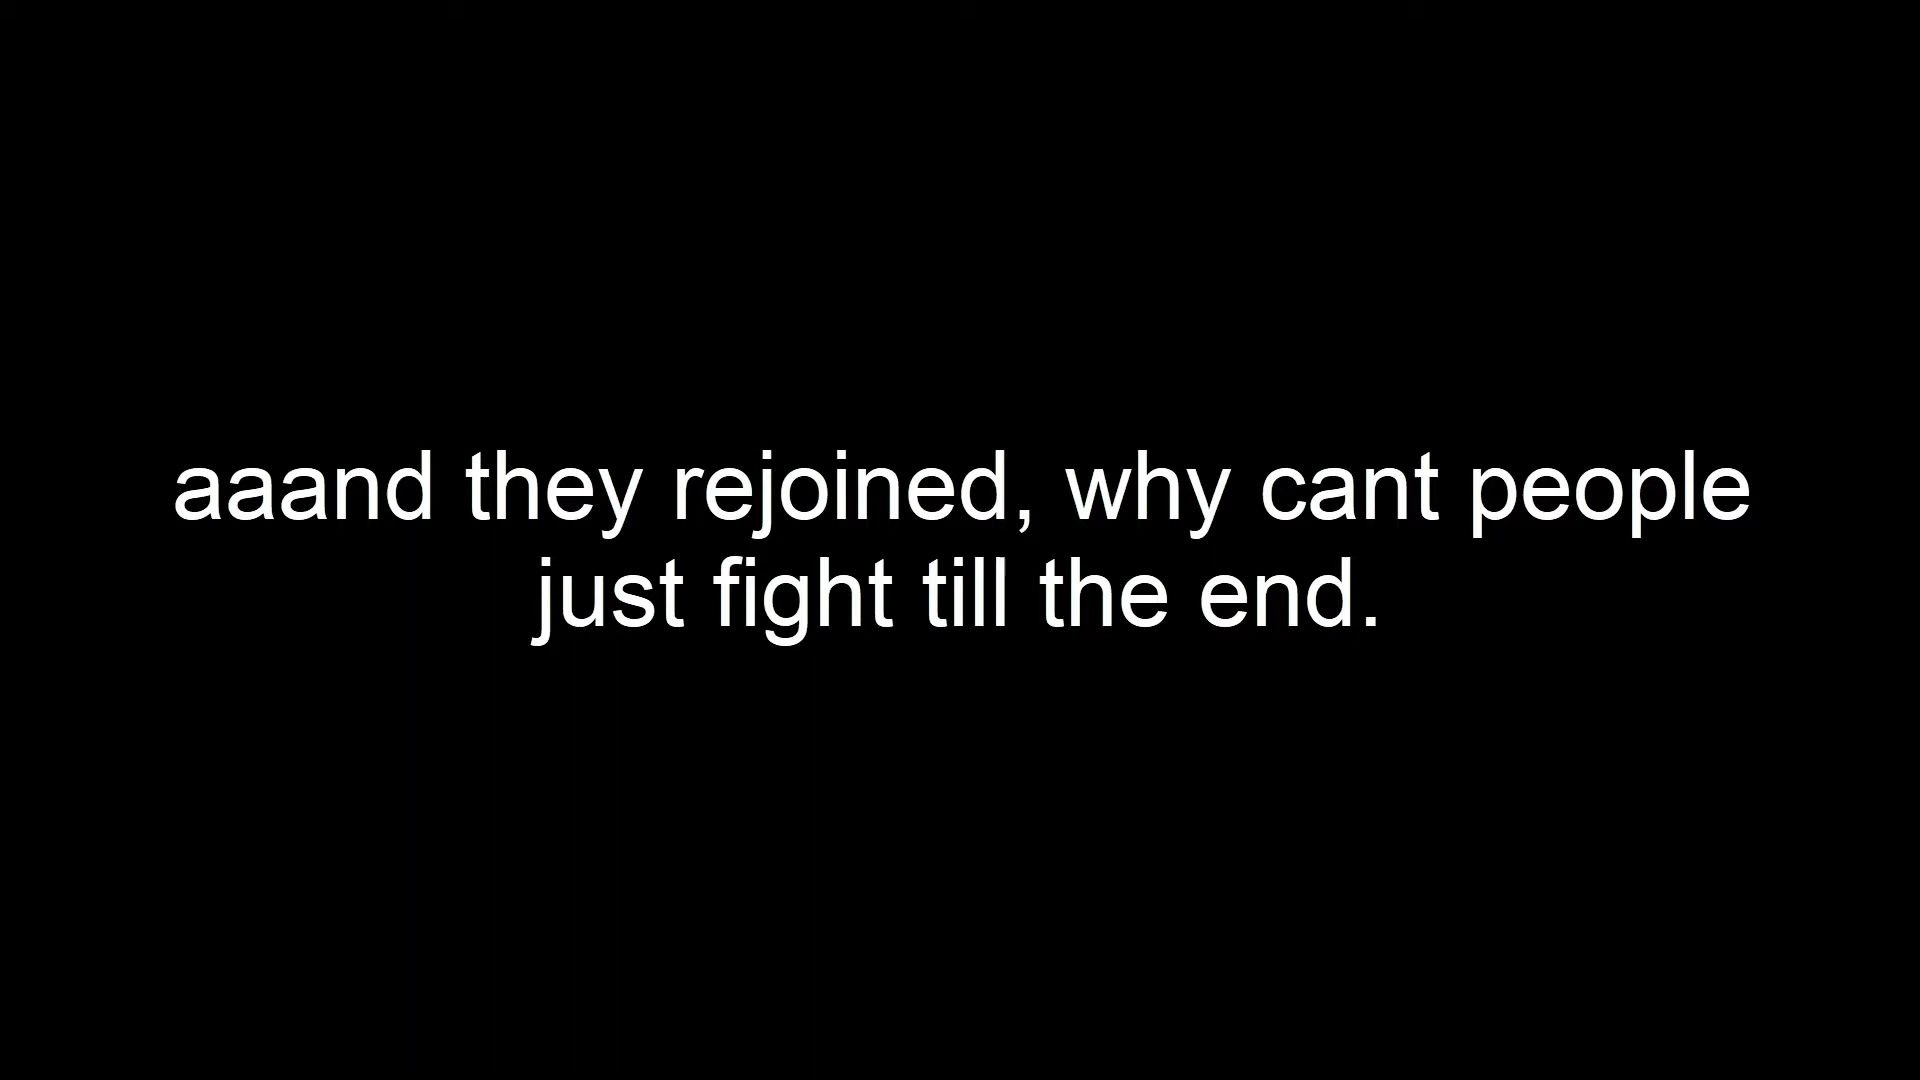 aaand they rejoined, why cant people
just fight till the end.